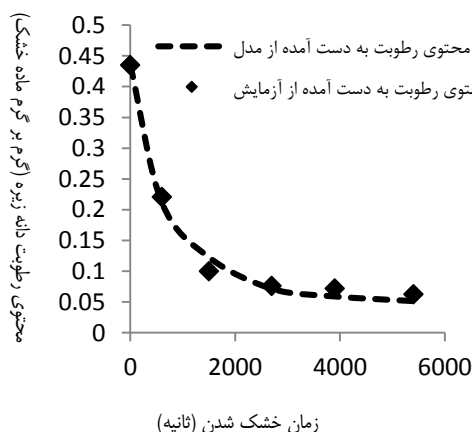 محتوی رطوبت به دست آمده از مدل
محتوی رطوبت دانه زیره (گرم بر گرم ماده خشک)
به دست آمده از آزمایش رطوبت
0.5
0.45
0.4
0.35
0.3
0.25
0.2
0.15
0.1
0.05
0
0 2000 4000 6000
زمان خشک شدن (ثانیه)